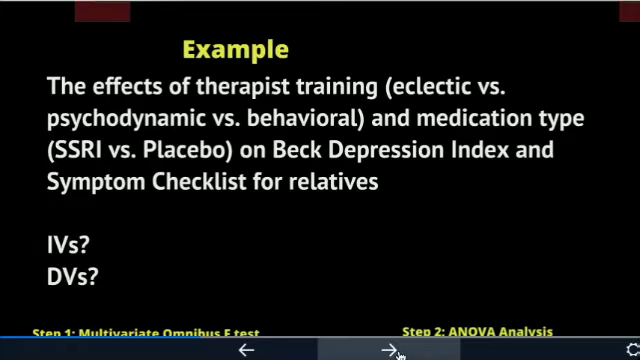 Example
The effects of therapist training (eclectic vs.
psychodynamic vs. behavioral) and medication type
(SSRI vs. Placebo) on Beck Depression Index and
Symptom Checklist for relatives
IVs?
DVs?
Step 1: Multivariate Omnibus F test
Step 2: ANOVA Analysis